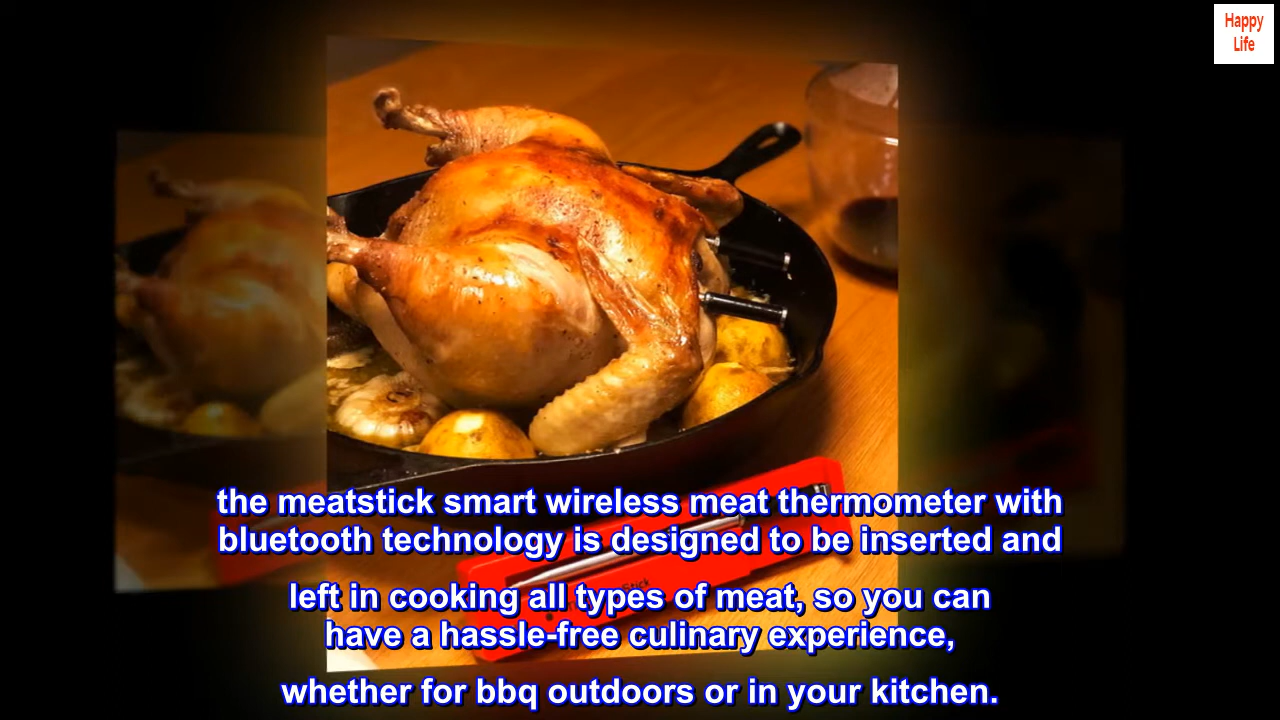 Happy
Life
the meatstick smart wireless meat thermometer with
bluetooth technology is designed to be inserted and
left in cooking all types of meat, so you can
have a hassle-free culinary experience,
whether for bbq outdoors or in your kitchen.